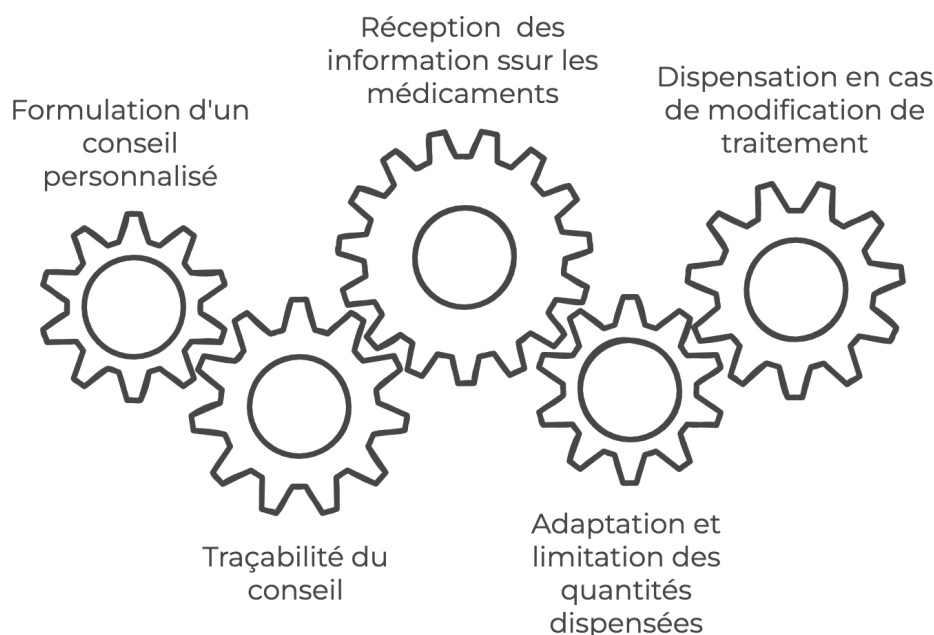 Formulation d'un
conseil
personnalisé
Traçabilité du
conseil
Réception des
information ssur les
médicaments
Adaptation et
limitation des
quantités
dispensées
Dispensation en cas
de modification de
traitement